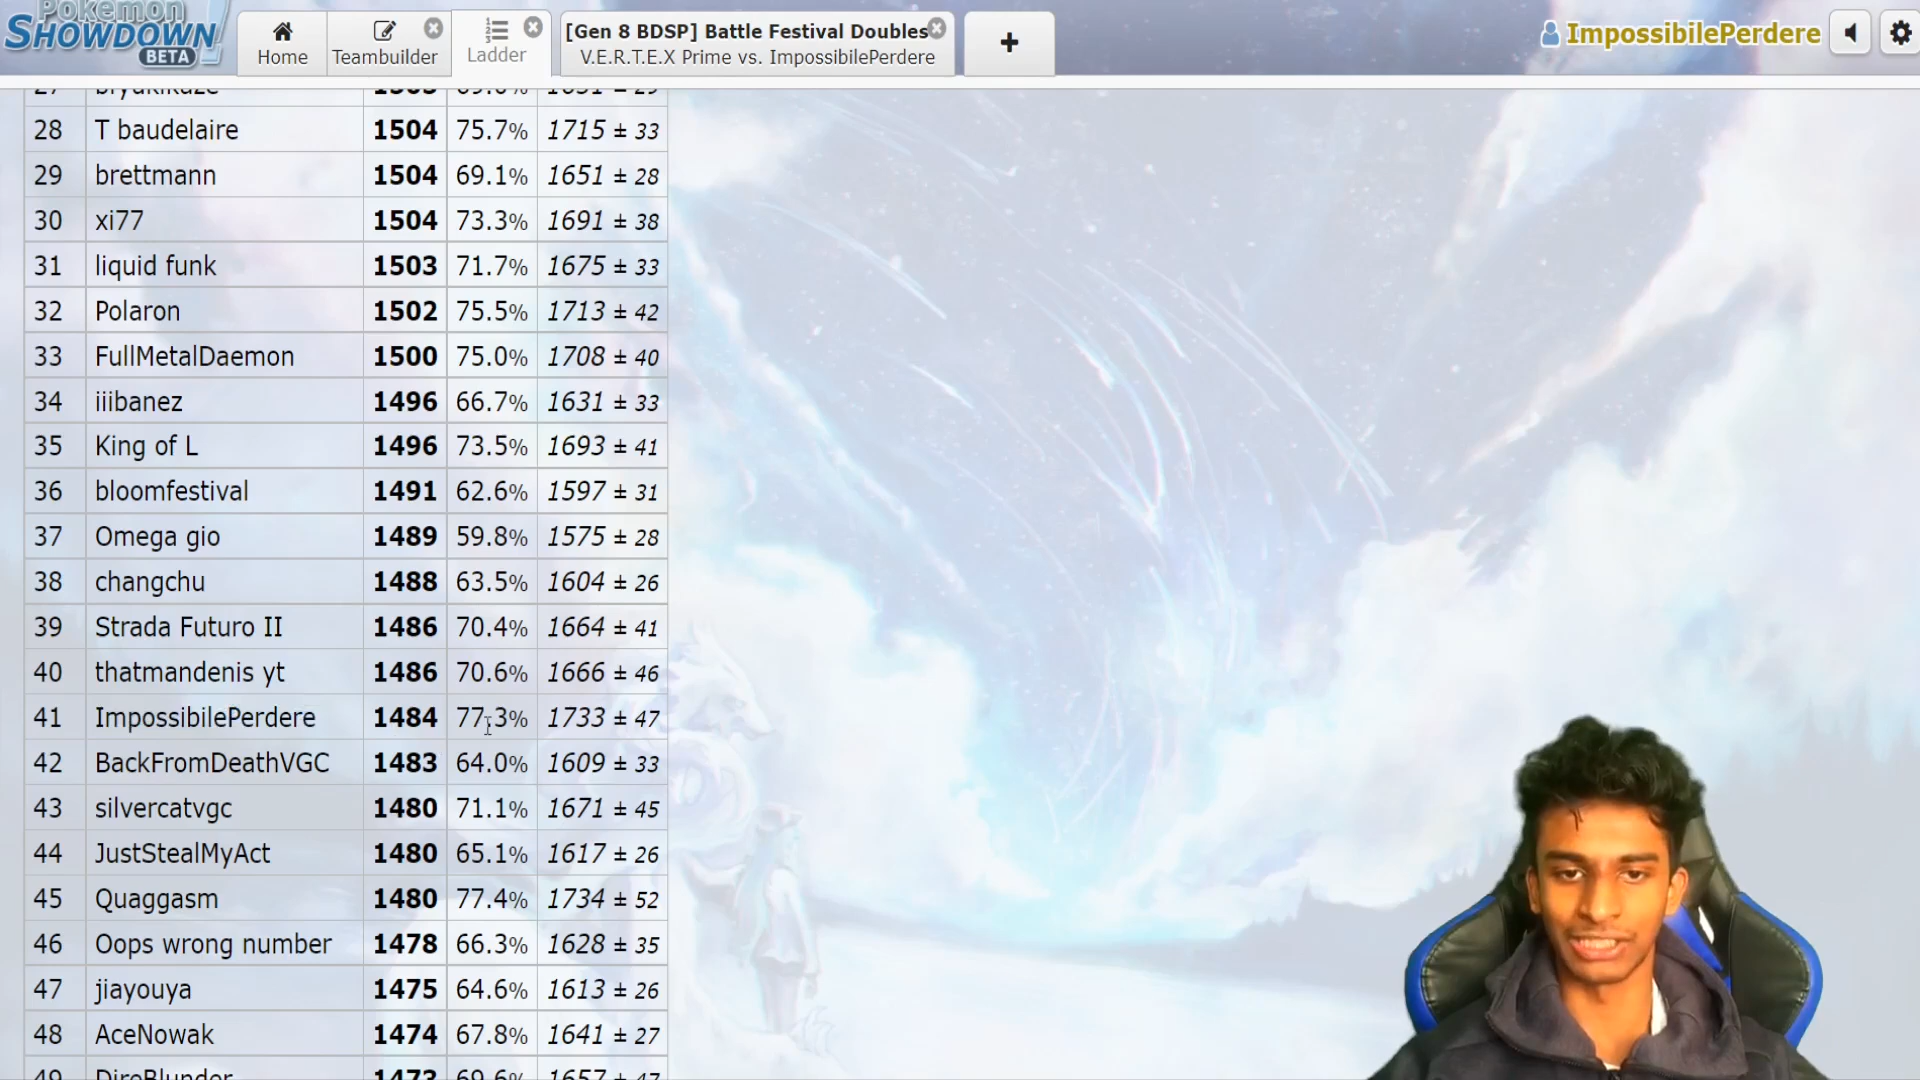 Pokémon
SHOWDOWN
BETA
Home
Teambuilder
Ladder
[Gen 8 BDSP] Battle Festival Doubles
V.E.R.T.E.X Prime vs. ImpossibilePerdere
+
ImpossibilePerdere
28 T baudelaire 1504 75.7% 1715 ± 33
29 brettmann 1504 69.1% 1651 ± 28
30 xi77 1504 73.3% 1691 ± 38
31 liquid funk 1503 71.7% 1675 ± 33
32 Polaron 1502 75.5% 1713 ± 42
33 FullMetalDaemon 1500 75.0% 1708 ± 40
34 iiibanez 1496 66.7% 1631 ± 33
35 King of L 1496 73.5% 1693 ± 41
36 bloomfestival 1491 62.6% 1597 ± 31
37 Omega gio 1489 59.8% 1575 ± 28
38 changchu 1488 63.5% 1604 ± 26
39 Strada Futuro II 1486 70.4% 1664 ± 41
40 thatmandenis yt 1486 70.6% 1666 ± 46
41 ImpossibilePerdere 1484 77.3% 1733 ± 47
42 BackFromDeathVGC 1483 64.0% 1609 ± 33
43 silvercatvgc 1480 71.1% 1671 ± 45
44 JustStealMyAct 1480 65.1% 1617 ± 26
45 Quaggasm 1480 77.4% 1734 ± 52
46 Oops wrong number 1478 66.3% 1628 ± 35
47 jiayouya 1475 64.6% 1613 ± 26
48 AceNowak 1474 67.8% 1641 ± 27
49 DireBlunder 1473 69.6% 1657 ± 47